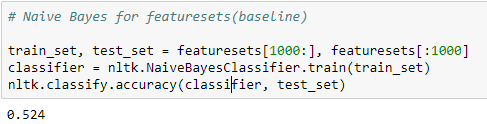 # Naive Bayes for featuresets(baseline)
train_set, test_set = featuresets[1000:], featuresets[:1000]
classifier = nltk.NaiveBayesClassifier.train(train_set)
nltk.classify.accuracy(classifier, test_set)
0.524